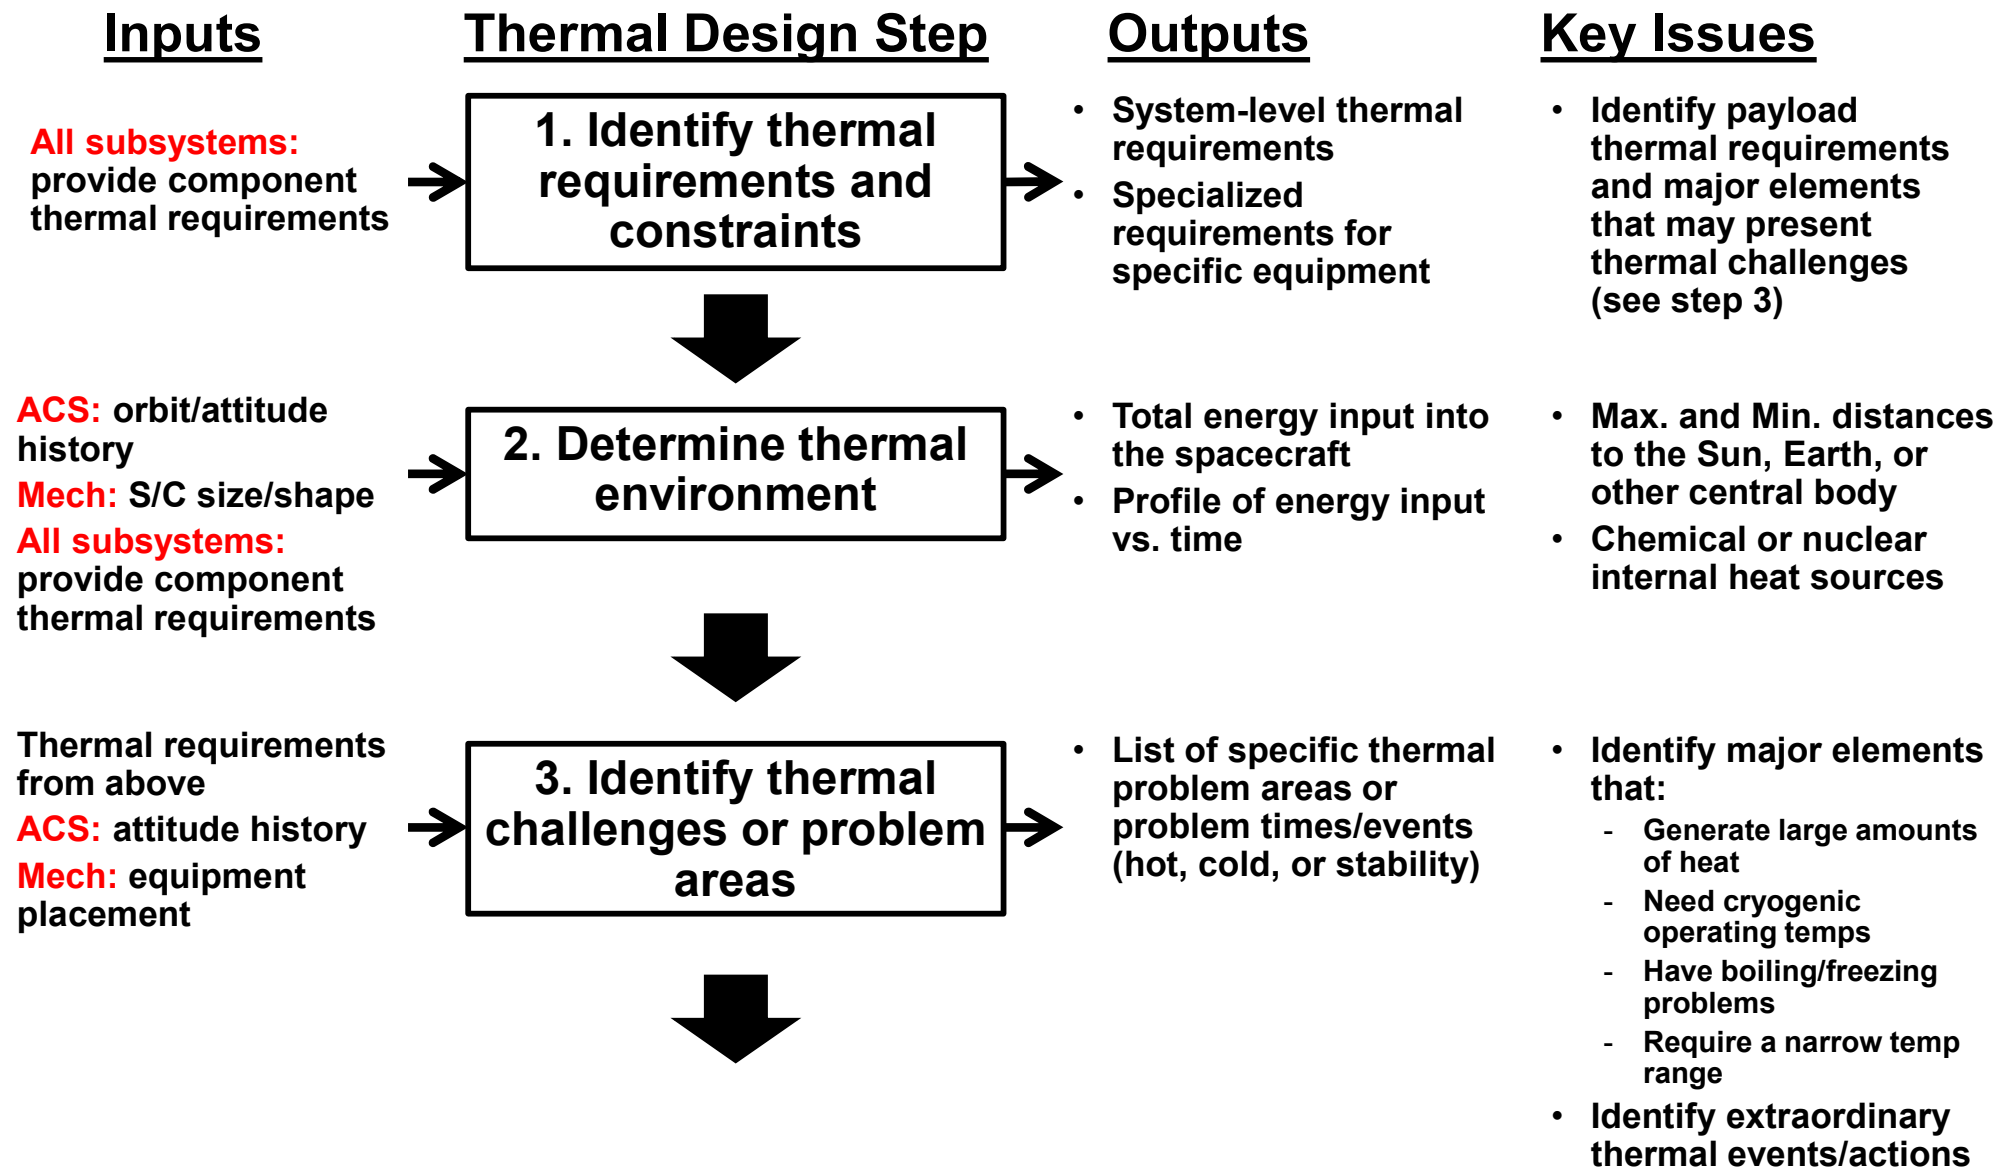 Inputs
Thermal Design Step
Outputs
Key Issues
All subsystems:
provide component
thermal requirements
1. Identify thermal
requirements and
constraints
• System-level thermal
requirements
• Specialized
requirements for
specific equipment
• Identify payload
thermal requirements
and major elements
that may present
thermal challenges
(see step 3)
ACS: orbit/attitude
history
Mech: S/C size/shape
All subsystems:
provide component
thermal requirements
2. Determine thermal
environment
• Total energy input into
the spacecraft
• Profile of energy input
vs. time
• Max. and Min. distances
to the Sun, Earth, or
other central body
• Chemical or nuclear
internal heat sources
Thermal requirements
from above
ACS: attitude history
Mech: equipment
placement
3. Identify thermal
challenges or problem
areas
• List of specific thermal
problem areas or
problem times/events
(hot, cold, or stability)
• Identify major elements
that:
- Generate large amounts
of heat
- Need cryogenic
operating temps
- Have boiling/freezing
problems
- Require a narrow temp
range
• Identify extraordinary
thermal events/actions